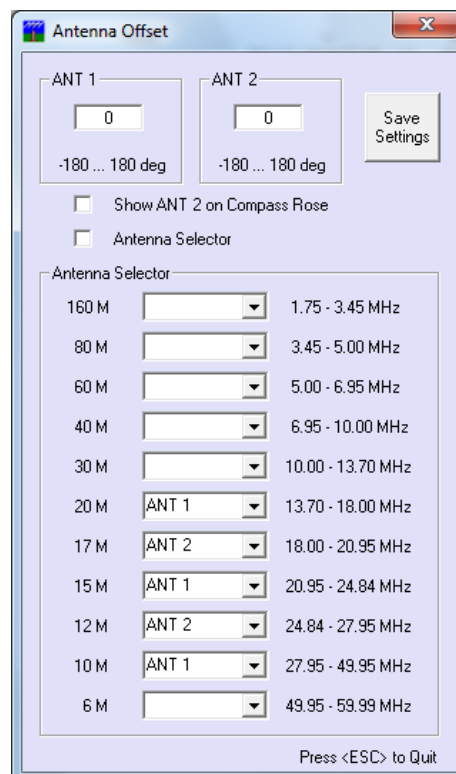 Antenna Offset
ANT 1
ANT 2
0
0
-180 ... 180 deg
-180 ... 180 deg
Save
Settings
Show ANT 2 on Compass Rose
Antenna Selector
Antenna Selector
160 M 1.75 - 3.45 MHz
80 M 3.45 - 5.00 MHz
60 M 5.00 - 6.95 MHz
40 M 6.95 - 10.00 MHz
30 M 10.00 - 13.70 MHz
20 M ANT 1 13.70 - 18.00 MHz
17 M ANT 2 18.00 - 20.95 MHz
15 M ANT 1 20.95 - 24.84 MHz
12 M ANT 2 24.84 - 27.95 MHz
10 M ANT 1 27.95 - 49.95 MHz
6 M 49.95 - 59.99 MHz
Press <ESC> to Quit